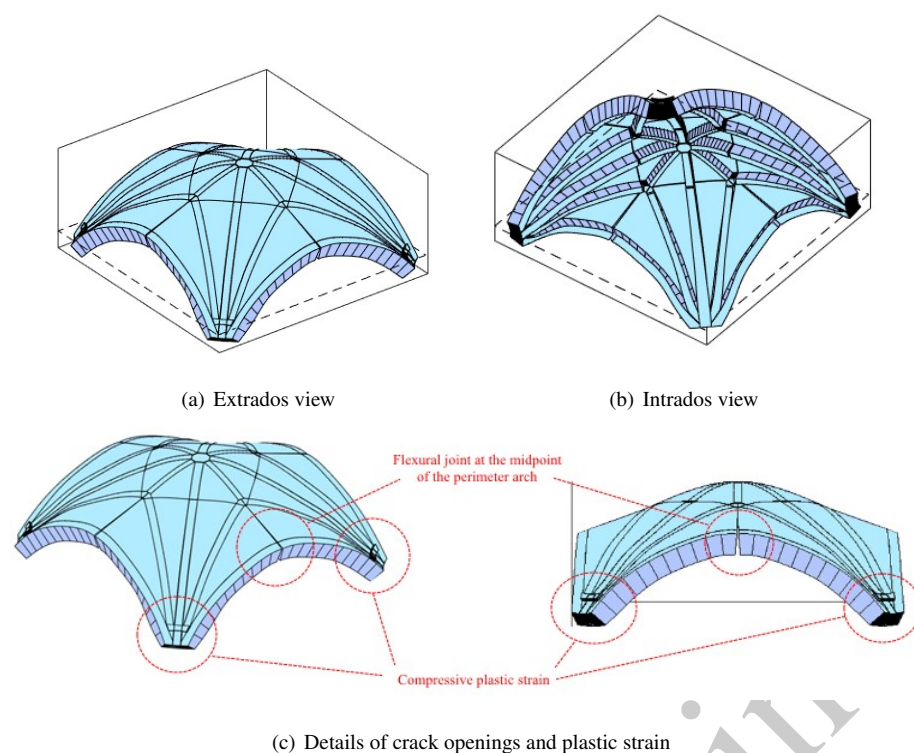 (a) Extrados view
(b) Intrados view
Flexural joint at the midpoint
of the perimeter arch
Compressive plastic strain
(c) Details of crack openings and plastic strain